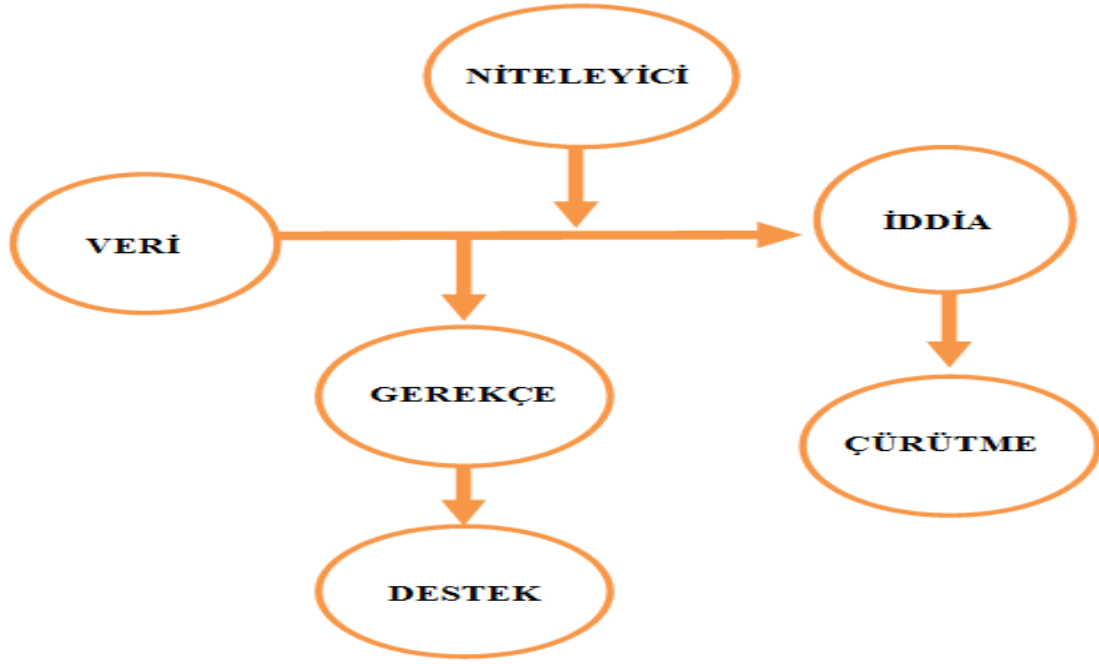 NİTELEYİCİ
VERİ
İDDİA
GEREKÇE
ÇÜRÜTME
DESTEK